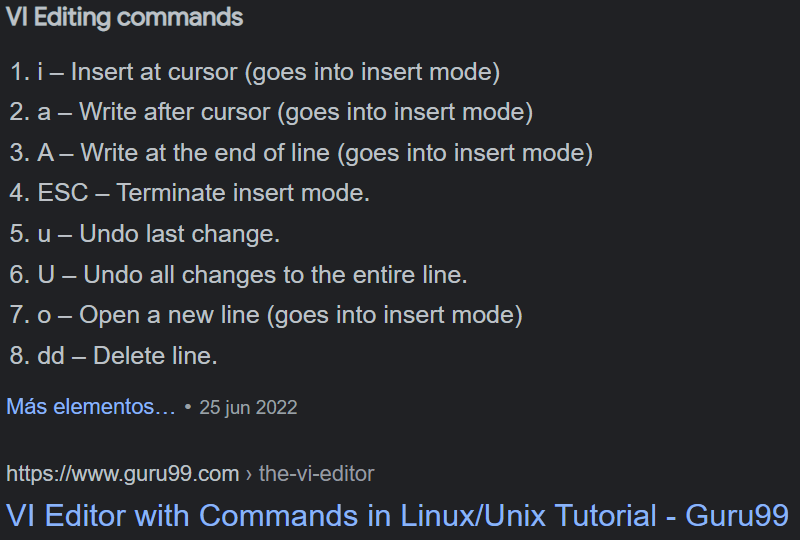 VI Editing commands
1. i – Insert at cursor (goes into insert mode)
2. a – Write after cursor (goes into insert mode)
3. A – Write at the end of line (goes into insert mode)
4. ESC – Terminate insert mode.
5. u – Undo last change.
6. U – Undo all changes to the entire line.
7. o – Open a new line (goes into insert mode)
8. dd – Delete line.
Más elementos… • 25 jun 2022
https://www.guru99.com › the-vi-editor
VI Editor with Commands in Linux/Unix Tutorial - Guru99